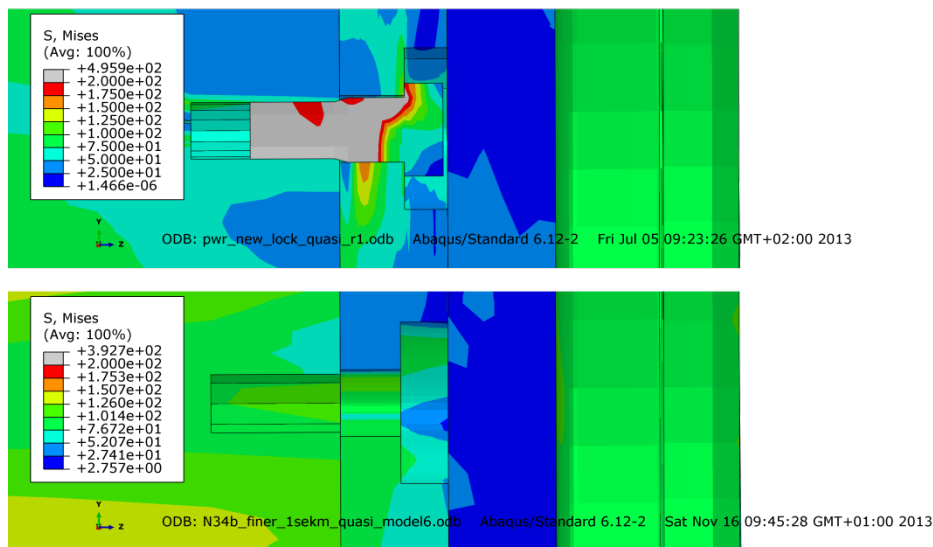 S, Mises
(Avg: 100%)
+4.959e+02
+2.000e+02
+1.750e+02
+1.500e+02
+1.250e+02
+1.000e+02
+7.500e+01
+5.000e+01
+2.500e+01
+1.466e-06
Y
Z
ODB: pwr_new_lock_quasi_r1.odb Abaqus/Standard 6.12-2 Fri Jul 05 09:23:26 GMT+02:00 2013
S, Mises
(Avg: 100%)
+3.927e+02
+2.000e+02
+1.753e+02
+1.507e+02
+1.260e+02
+1.014e+02
+7.672e+01
+5.207e+01
+2.741e+01
+2.757e+00
Y
Z
ODB: N34b_finer_1sekm_quasi_model6.odb Abaqus/Standard 6.12-2 Sat Nov 16 09:45:28 GMT+01:00 2013